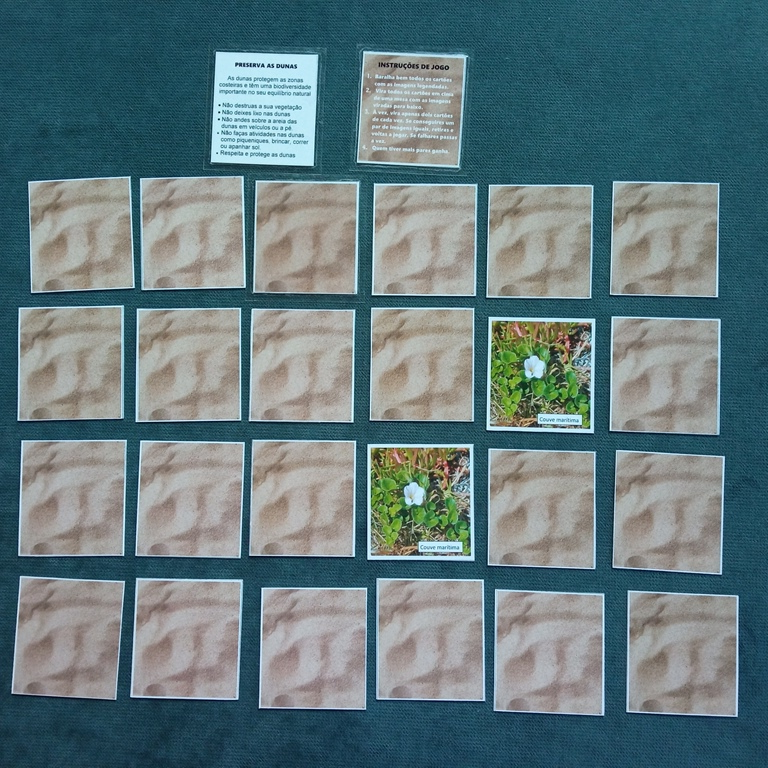 PRESERVA AS DUNAS
As dunas protegem as zonas
costeiras e têm uma biodiversidade
importante no seu equilíbrio natural
• Não destruas a sua vegetação
• Não deixes lixo nas dunas
• Não andes sobre a areia das
dunas em veículos ou a pé
• Não faças atividades nas dunas
como piqueniques, brincar, correr
ou apanhar sol.
• Respeita e protege as dunas
INSTRUÇÕES DE JOGO
1. Baralha bem todos os cartões
com as imagens legendadas.
2. Vira todos os cartões em cima
de uma mesa com as imagens
viradas para baixo.
3. À vez, vira apenas dois cartões
de cada vez. Se conseguires um
par de imagens iguais, retiras e
voltas a jogar. Se falhares passas
a vez.
4. Quem tiver mais pares ganha.
Couve marítima
Couve marítima